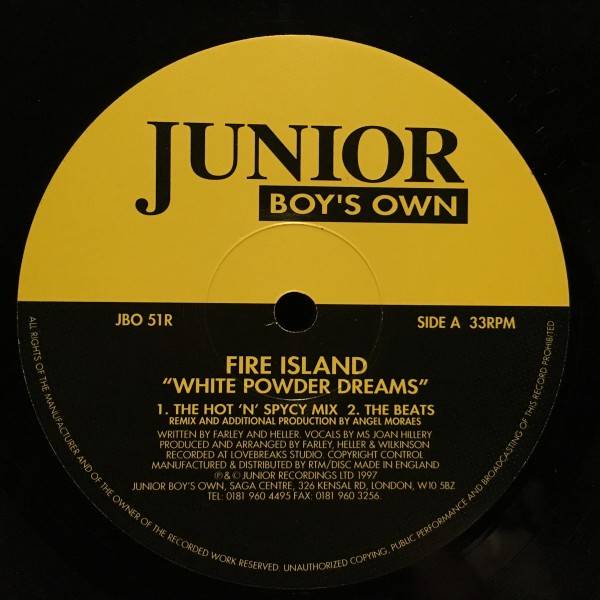 JUNIOR
BOY'S OWN
JBO 51R
SIDE A 33RPM
FIRE ISLAND
“WHITE POWDER DREAMS”
1. THE HOT ‘N’ SPYCY MIX 2. THE BEATS
REMIX AND ADDITIONAL PRODUCTION BY ANGEL MORAES
WRITTEN BY FARLEY AND HELLER. VOCALS BY MS JOAN HILLERY
PRODUCED AND ARRANGED BY FARLEY, HELLER & WILKINSON
RECORDED AT LOVEBREAKS STUDIO. COPYRIGHT CONTROL
MANUFACTURED & DISTRIBUTED BY RTM/DISC MADE IN ENGLAND
℗ & © JUNIOR RECORDINGS LTD 1997
JUNIOR BOY'S OWN, SAGA CENTRE, 326 KENSAL RD, LONDON, W10 5BZ
TEL: 0181 960 4495 FAX: 0181 960 3256.
ALL RIGHTS OF THE MANUFACTURER AND OF THE OWNER OF THE RECORDED WORK RESERVED. UNAUTHORIZED COPYING, PUBLIC PERFORMANCE AND BROADCASTING OF THIS RECORD PROHIBITED